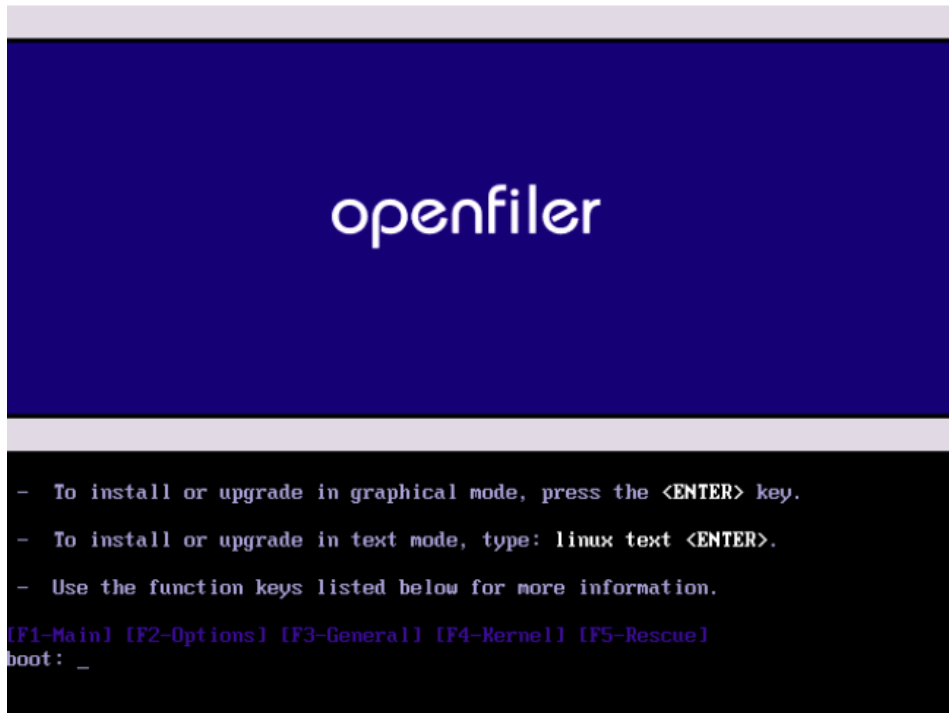 openfiler
- To install or upgrade in graphical mode, press the <ENTER> key.
- To install or upgrade in text mode, type: linux text <ENTER>.
- Use the function keys listed below for more information.
[F1-Main] [F2-Options] [F3-General] [F4-Kernel] [F5-Rescue]
boot: _